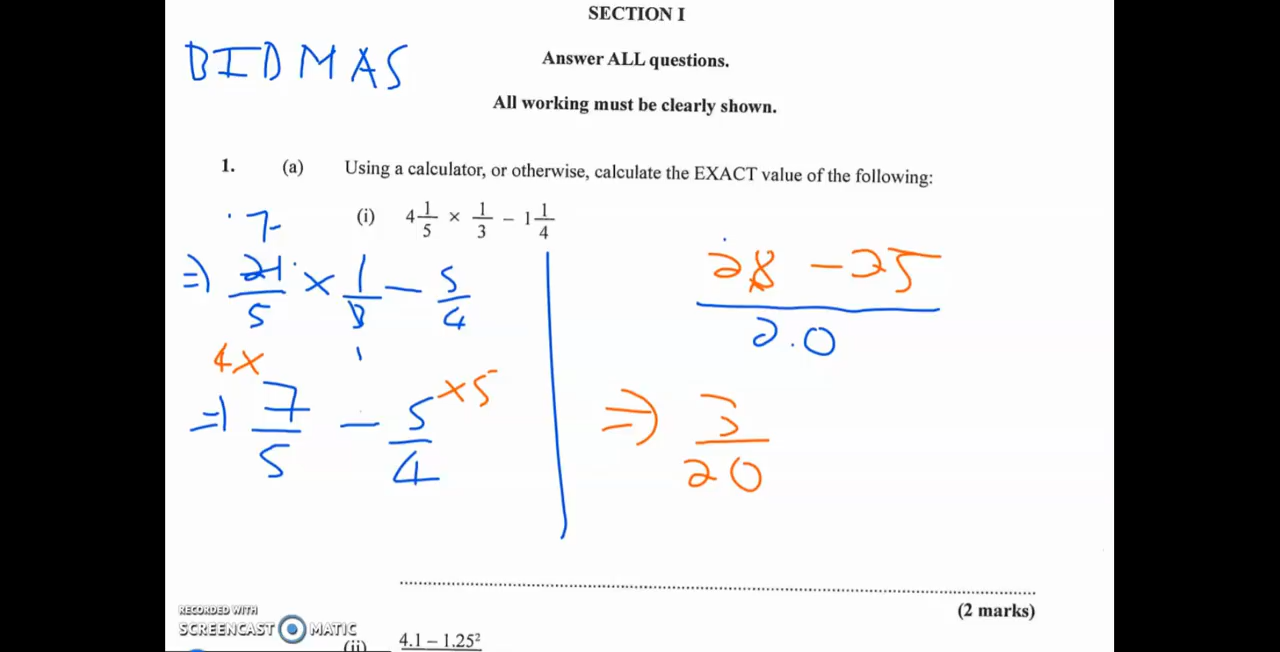 SECTION I
BIDMAS
Answer ALL questions.
All working must be clearly shown.
1. (a) Using a calculator, or otherwise, calculate the EXACT value of the following:
(i) 4 1/5 × 1/3 − 1 1/4
7
⇒ 21/5 × 1/3 − 5/4
1
4× ×5
⇒ 7/5 − 5/4
28 − 25
20
⇒ 3/20
(2 marks)
RECORDED WITH
SCREENCAST MATIC
(ii) 4.1 − 1.25²